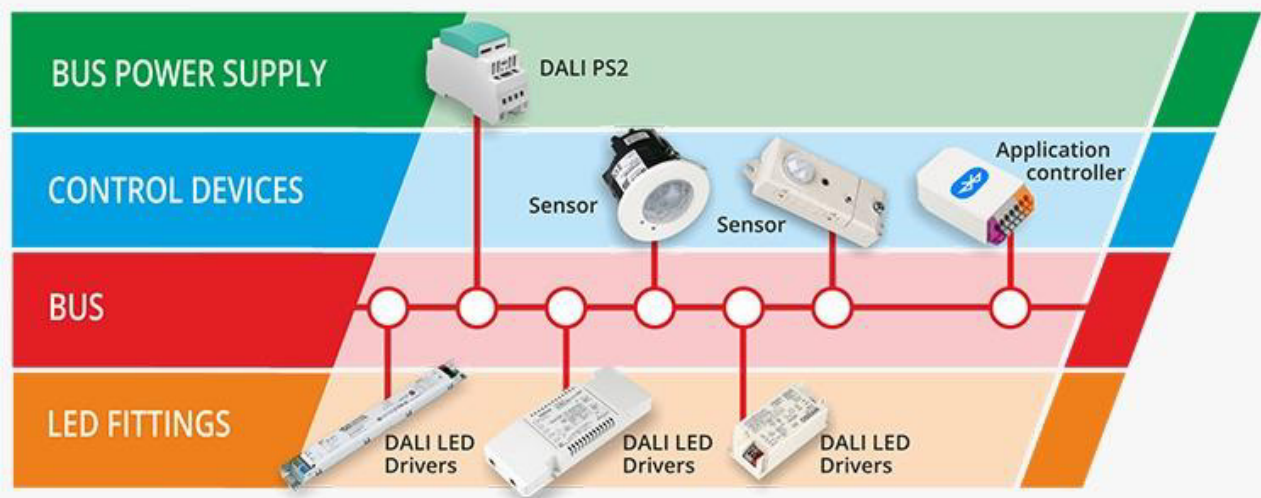 BUS POWER SUPPLY
DALI PS2
CONTROL DEVICES
Sensor
Sensor
Application
controller
BUS
LED FITTINGS
DALI LED
Drivers
DALI LED
Drivers
DALI LED
Drivers